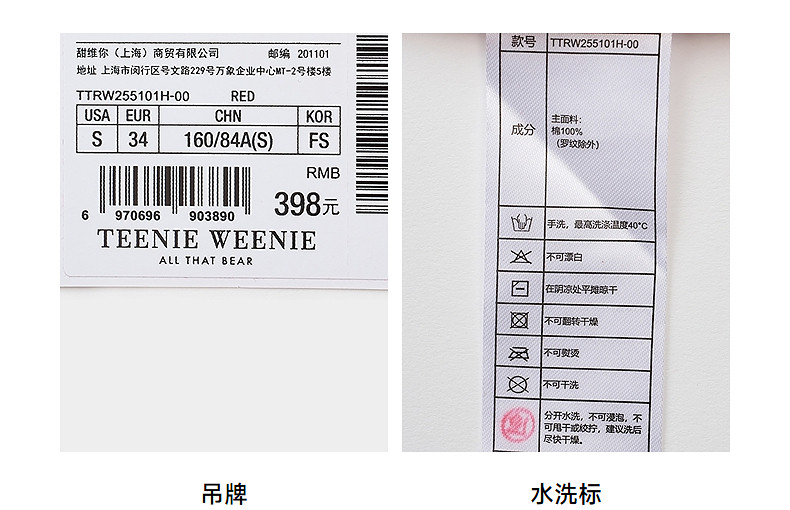 甜维你（上海）商贸有限公司 邮编 201101
地址 上海市闵行区号文路229号万象企业中心MT-2号楼5楼
TTRW255101H-00 RED
USA EUR CHN KOR
S 34 160/84A(S) FS
RMB
398元
6 970696 903890
TEENIE WEENIE
ALL THAT BEAR
款号 TTRW255101H-00
成分
主面料：
棉100%
（罗纹除外）
手洗，最高洗涤温度40°C
不可漂白
在阴凉处平摊晾干
不可翻转干燥
不可熨烫
不可干洗
分开水洗，不可浸泡，不
可甩干或绞拧，建议洗后
尽快干燥。
吊牌
水洗标